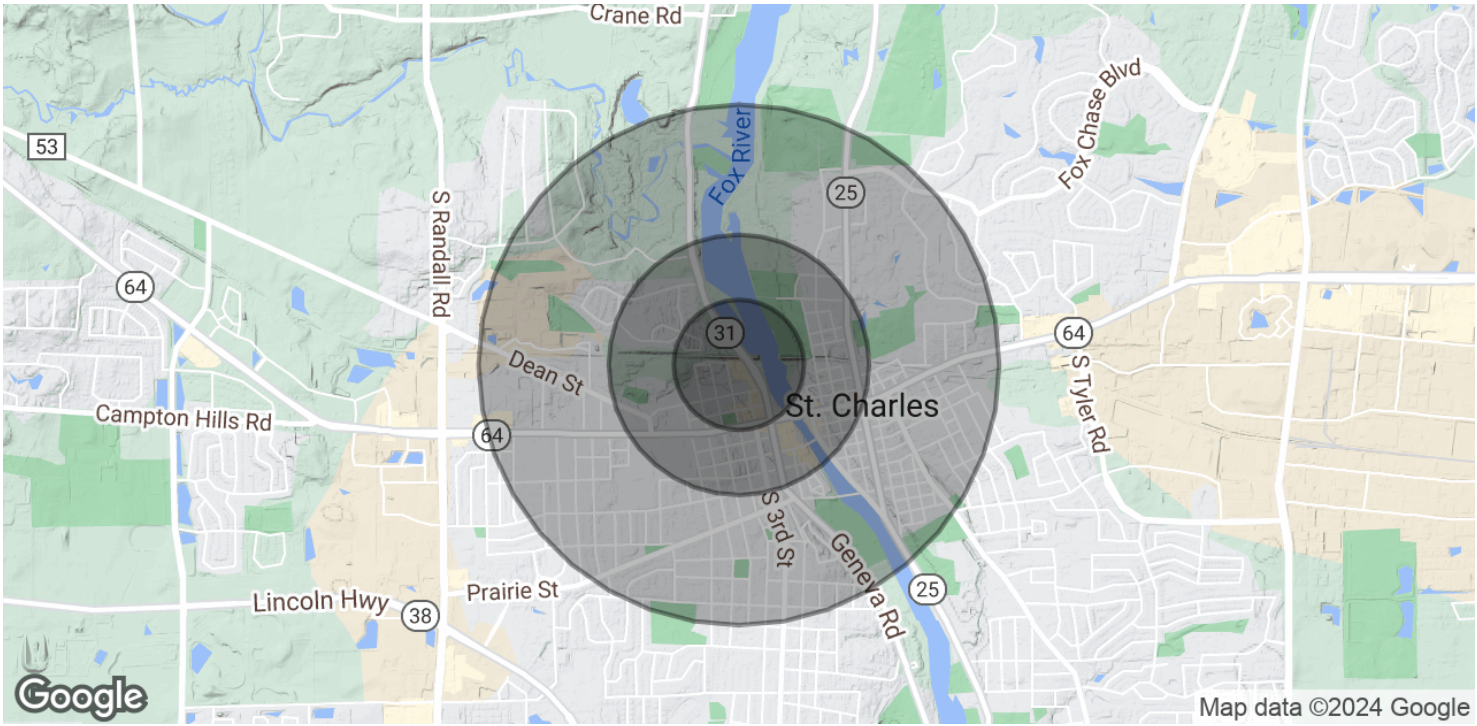 Crane Rd
Fox Chase Blvd
53
Fox River
25
S Randall Rd
64
31
64
Dean St
S Tyler Rd
St. Charles
Campton Hills Rd
64
S 3rd St
Geneva Rd
Prairie St
25
Lincoln Hwy
38
Google
Map data ©2024 Google